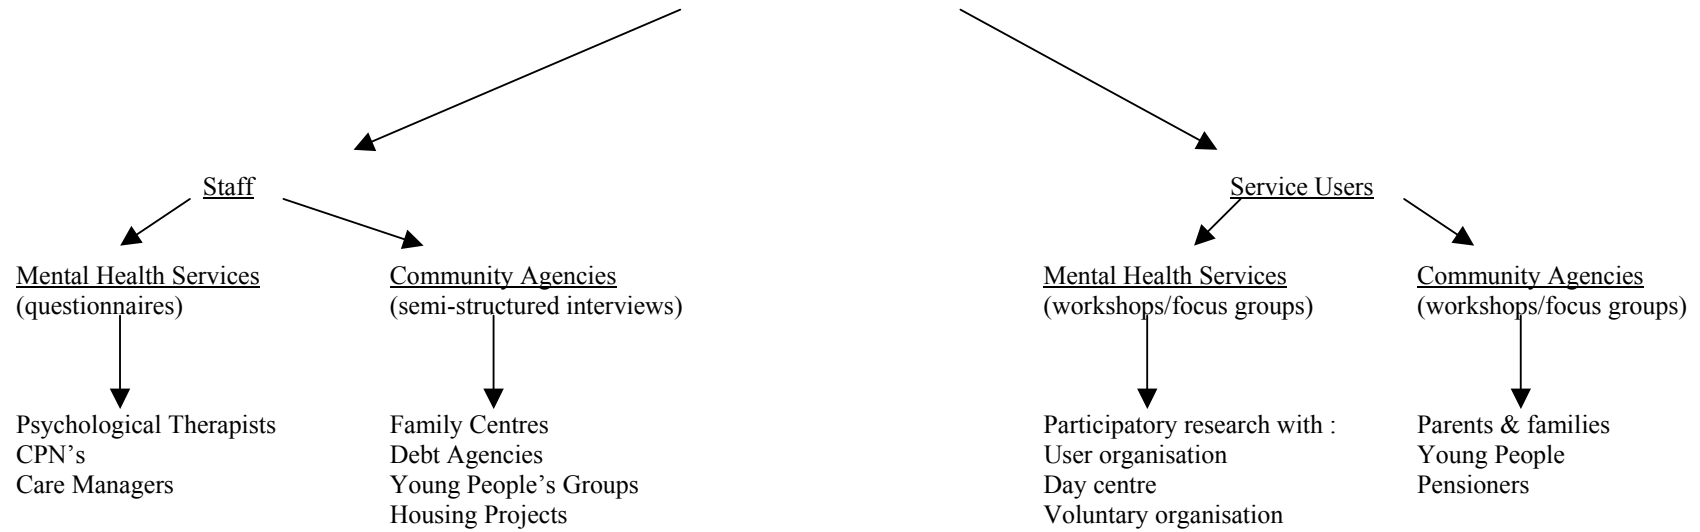 Staff
Service Users
Mental Health Services
(questionnaires)
Community Agencies
(semi-structured interviews)
Mental Health Services
(workshops/focus groups)
Community Agencies
(workshops/focus groups)
Psychological Therapists
CPN’s
Care Managers
Family Centres
Debt Agencies
Young People’s Groups
Housing Projects
Participatory research with :
User organisation
Day centre
Voluntary organisation
Parents & families
Young People
Pensioners